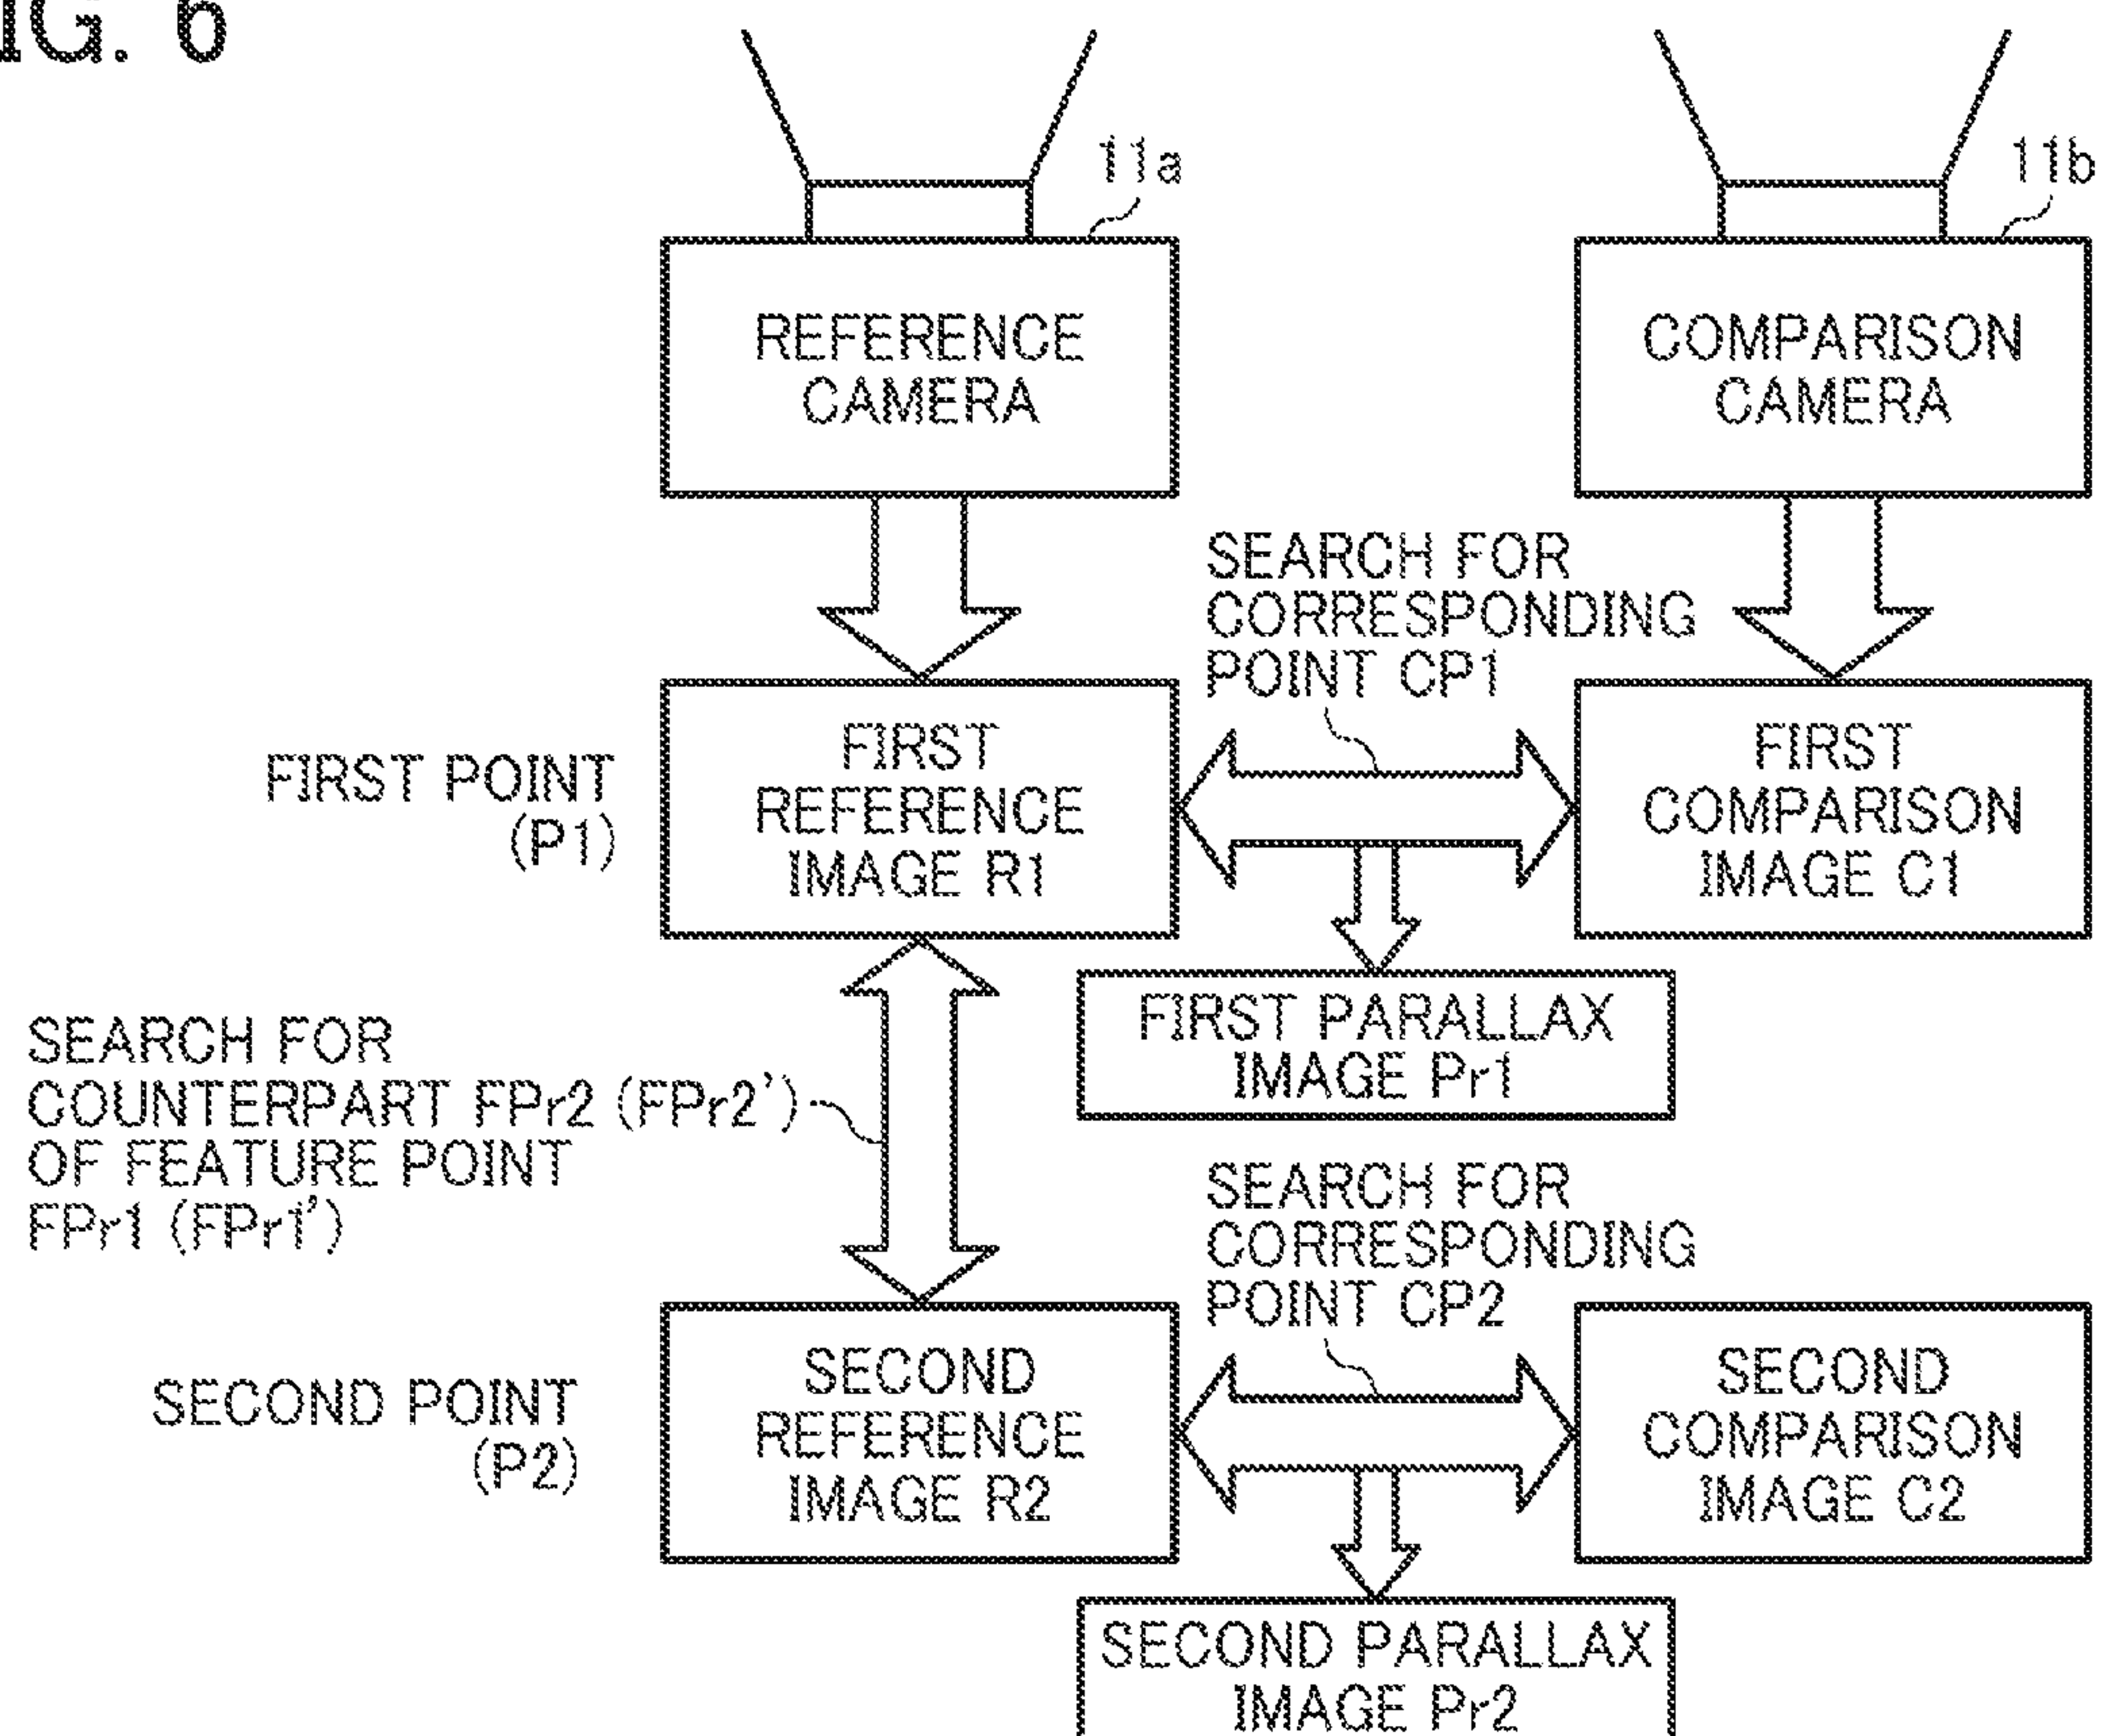 IG. 6
11a
11b
REFERENCE
CAMERA
COMPARISON
CAMERA
SEARCH FOR
CORRESPONDING
POINT CP1
FIRST POINT
(P1)
FIRST
REFERENCE
IMAGE R1
FIRST
COMPARISON
IMAGE C1
FIRST PARALLAX
IMAGE Pr1
SEARCH FOR
COUNTERPART FPr2 (FPr2')
OF FEATURE POINT
FPr1 (FPr1')
SEARCH FOR
CORRESPONDING
POINT CP2
SECOND POINT
(P2)
SECOND
REFERENCE
IMAGE R2
SECOND
COMPARISON
IMAGE C2
SECOND PARALLAX
IMAGE Pr2